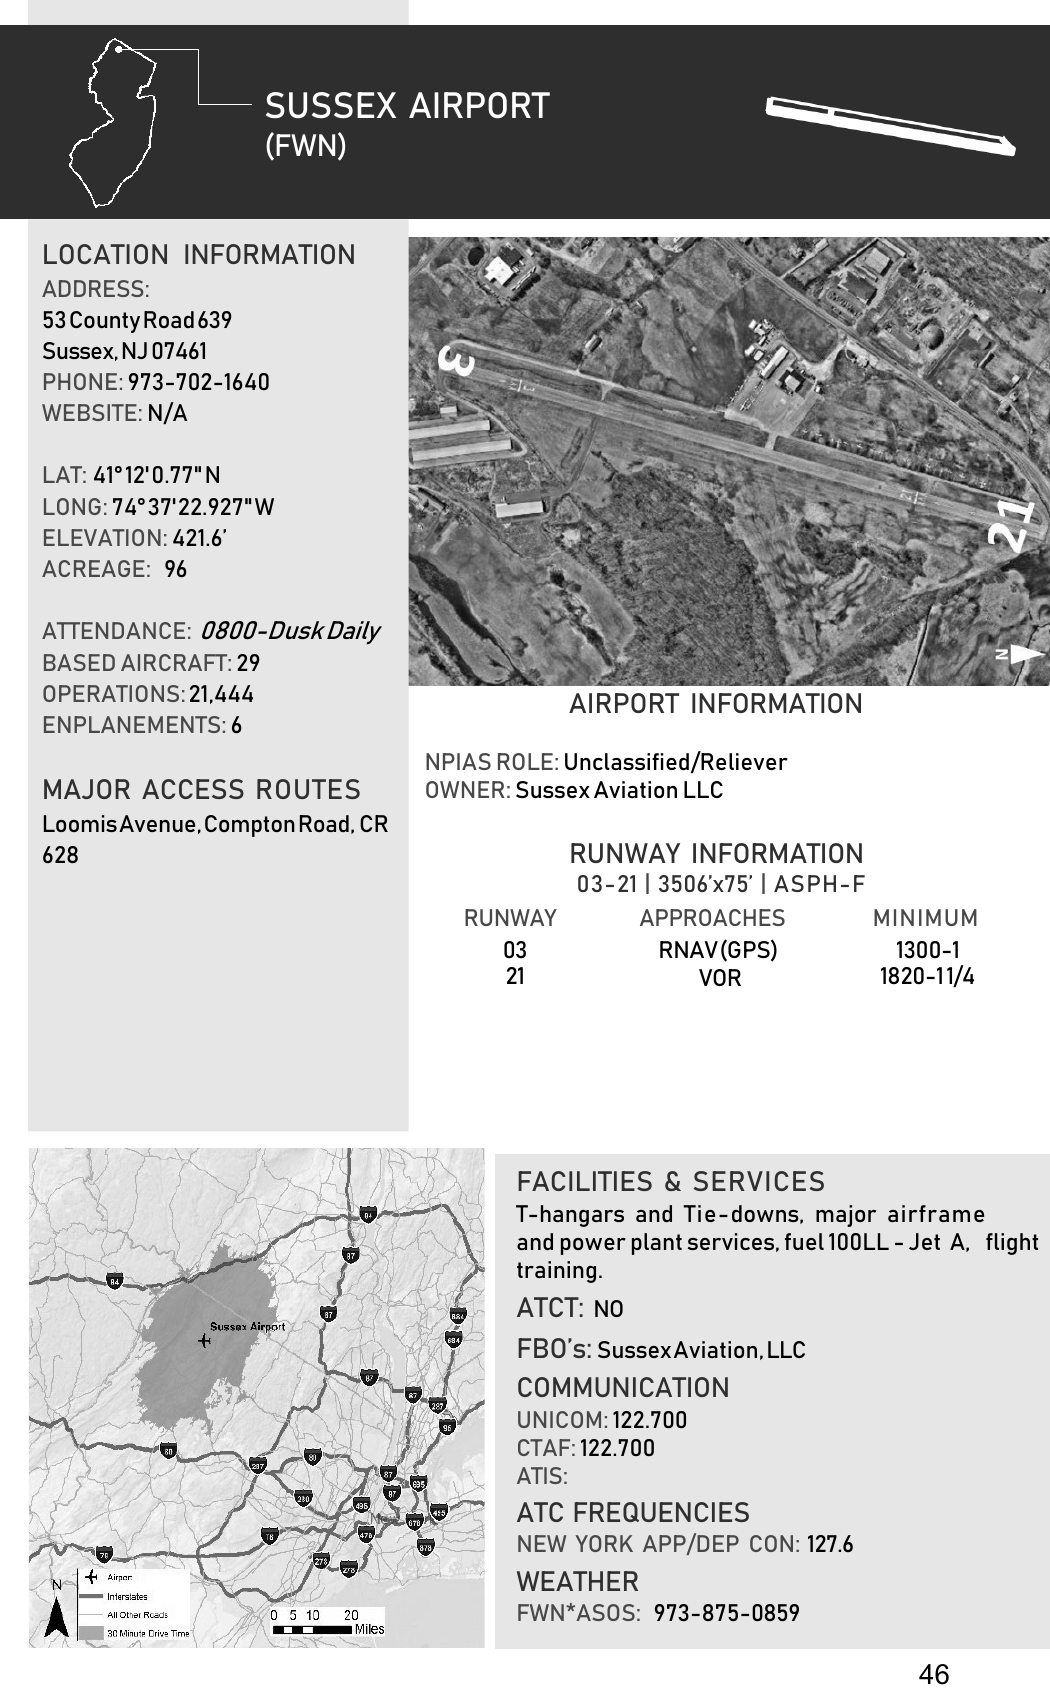 SUSSEX AIRPORT
(FWN)
LOCATION INFORMATION
ADDRESS:
53 County Road 639
Sussex, NJ 07461
PHONE: 973-702-1640
WEBSITE: N/A
LAT: 41°12'0.77"N
LONG: 74°37'22.927"W
ELEVATION: 421.6’
ACREAGE: 96
ATTENDANCE: 0800-Dusk Daily
BASED AIRCRAFT: 29
OPERATIONS: 21,444
ENPLANEMENTS: 6
MAJOR ACCESS ROUTES
Loomis Avenue, Compton Road, CR
628
3
21
N
AIRPORT INFORMATION
NPIAS ROLE: Unclassified/Reliever
OWNER: Sussex Aviation LLC
RUNWAY INFORMATION
03-21 | 3506’x75’ | ASPH-F
RUNWAY APPROACHES MINIMUM
03 RNAV (GPS) 1300-1
21 VOR 1820-11/4
84
87
84
87
684
Sussex Airport
684
87
87
287
95
80
80
287
87
695
280
87
495
495
678
78
478
878
278
278
N
Airport
Interstates
All Other Roads
30 Minute Drive Time
0 5 10 20
Miles
FACILITIES & SERVICES
T-hangars and Tie-downs, major airframe
and power plant services, fuel 100LL - Jet A, flight
training.
ATCT: NO
FBO’s: Sussex Aviation, LLC
COMMUNICATION
UNICOM: 122.700
CTAF: 122.700
ATIS:
ATC FREQUENCIES
NEW YORK APP/DEP CON: 127.6
WEATHER
FWN*ASOS: 973-875-0859
46